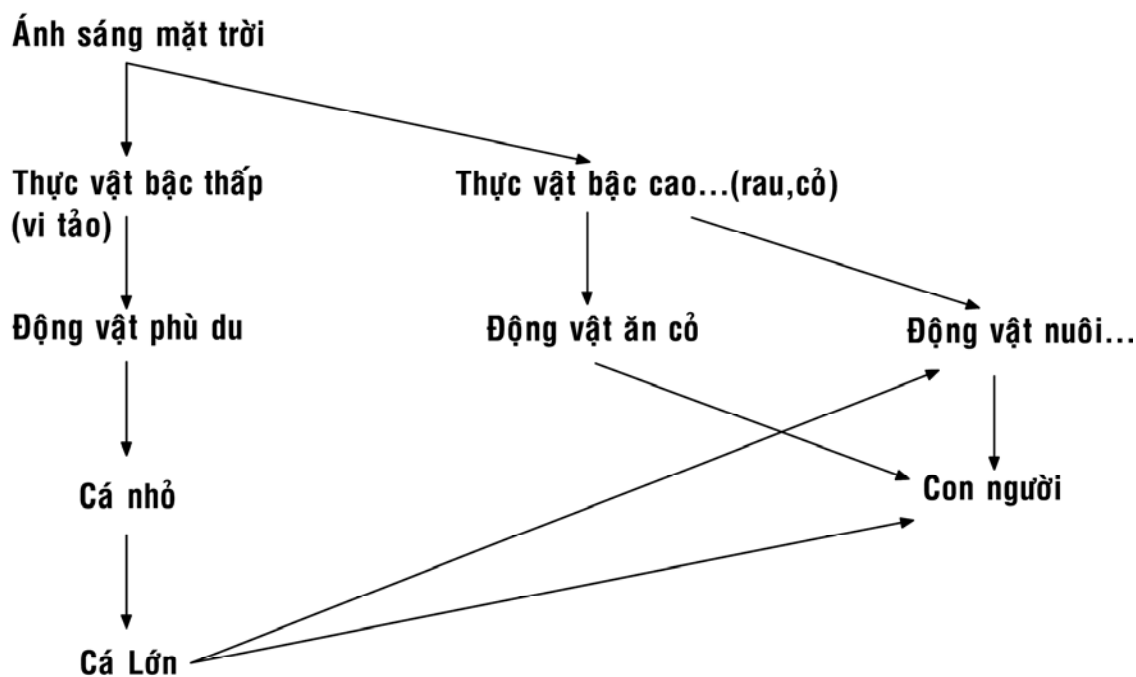 Ánh sáng mặt trời
Thực vật bậc thấp
(vi tảo)
Thực vật bậc cao...(rau,cỏ)
Động vật phù du
Động vật ăn cỏ
Động vật nuôi...
Cá nhỏ
Con người
Cá Lớn